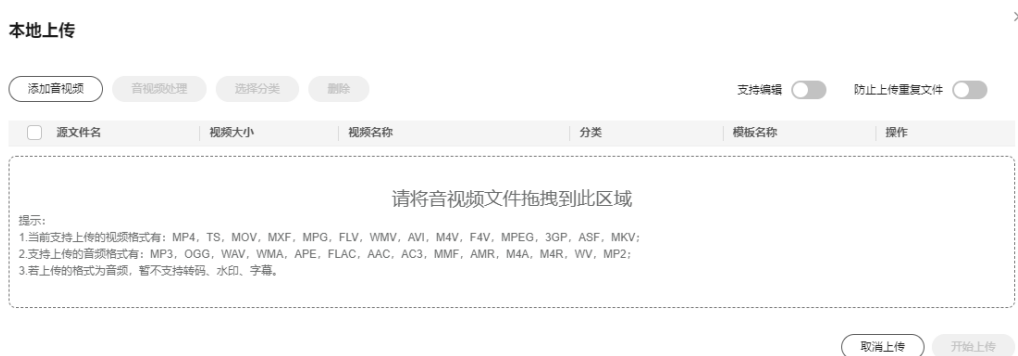 本地上传
添加音视频 音视频处理 选择分类 删除 支持编辑 防止上传重复文件
源文件名 视频大小 视频名称 分类 模板名称 操作
请将音视频文件拖拽到此区域
提示:
1.当前支持上传的视频格式有: MP4, TS, MOV, MXF, MPG, FLV, WMV, AVI, M4V, F4V, MPEG, 3GP, ASF, MKV;
2.支持上传的音频格式有: MP3, OGG, WAV, WMA, APE, FLAC, AAC, AC3, MMF, AMR, M4A, M4R, WV, MP2;
3.若上传的格式为音频，暂不支持转码、水印、字幕。
取消上传 开始上传